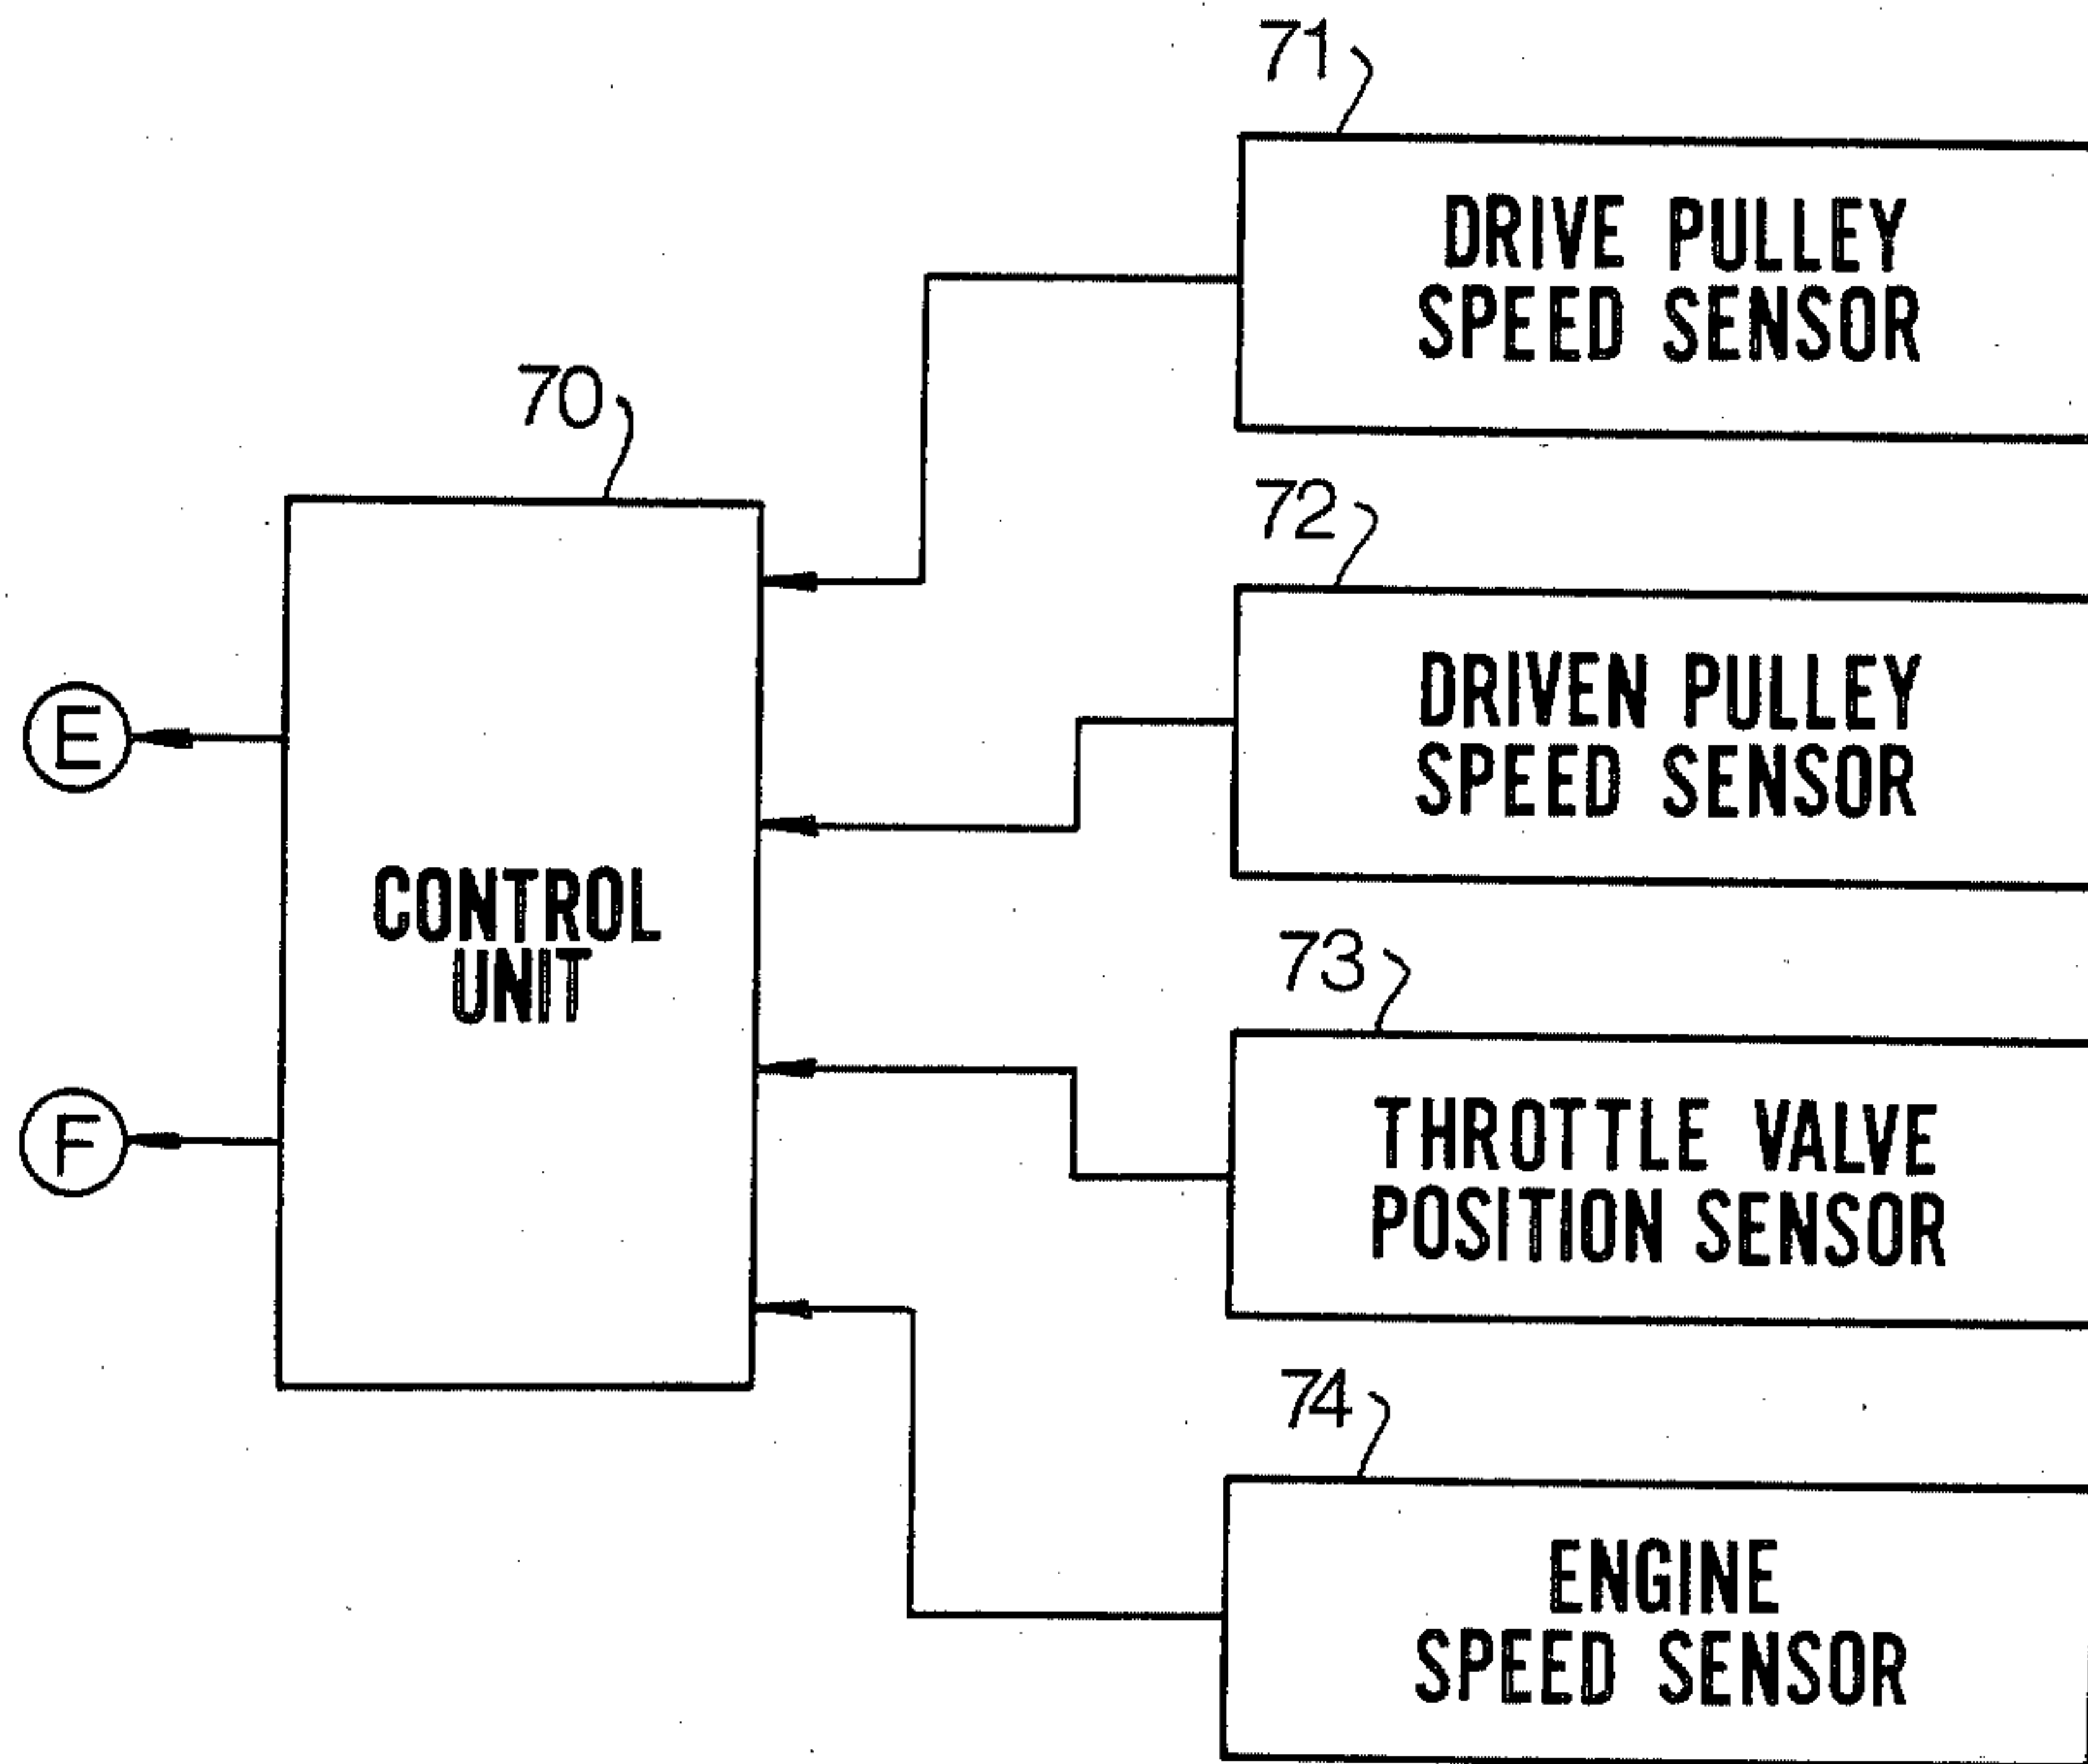 71
DRIVE PULLEY
SPEED SENSOR
70
72
DRIVEN PULLEY
SPEED SENSOR
E
CONTROL
UNIT
73
F
THROTTLE VALVE
POSITION SENSOR
74
ENGINE
SPEED SENSOR